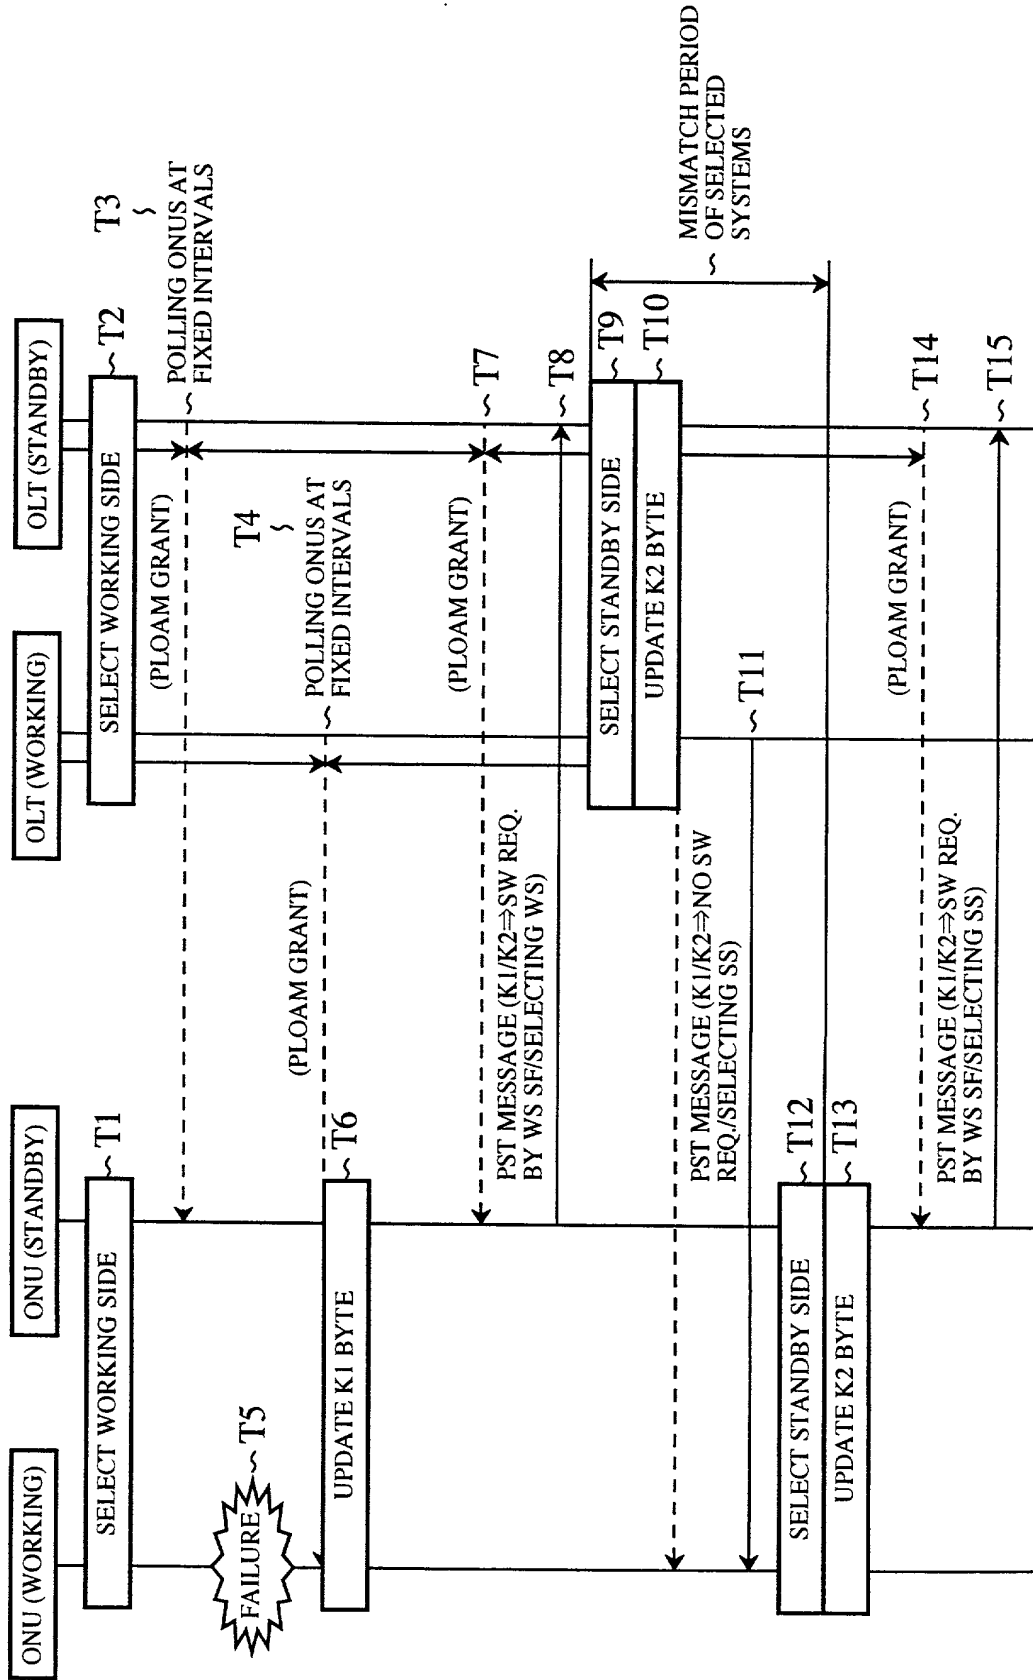 ONU (WORKING)
ONU (STANDBY)
OLT (WORKING)
OLT (STANDBY)
SELECT WORKING SIDE
T1
SELECT WORKING SIDE
T2
T3
POLLING ONUS AT
FIXED INTERVALS
(PLOAM GRANT)
FAILURE
T5
T4
POLLING ONUS AT
FIXED INTERVALS
(PLOAM GRANT)
UPDATE K1 BYTE
T6
(PLOAM GRANT)
T7
PST MESSAGE (K1/K2⇒SW REQ.
BY WS SF/SELECTING WS)
T8
SELECT STANDBY SIDE
T9
UPDATE K2 BYTE
T10
MISMATCH PERIOD
OF SELECTED
SYSTEMS
PST MESSAGE (K1/K2⇒NO SW
REQ./SELECTING SS)
T11
SELECT STANDBY SIDE
T12
UPDATE K2 BYTE
T13
(PLOAM GRANT)
T14
PST MESSAGE (K1/K2⇒SW REQ.
BY WS SF/SELECTING SS)
T15